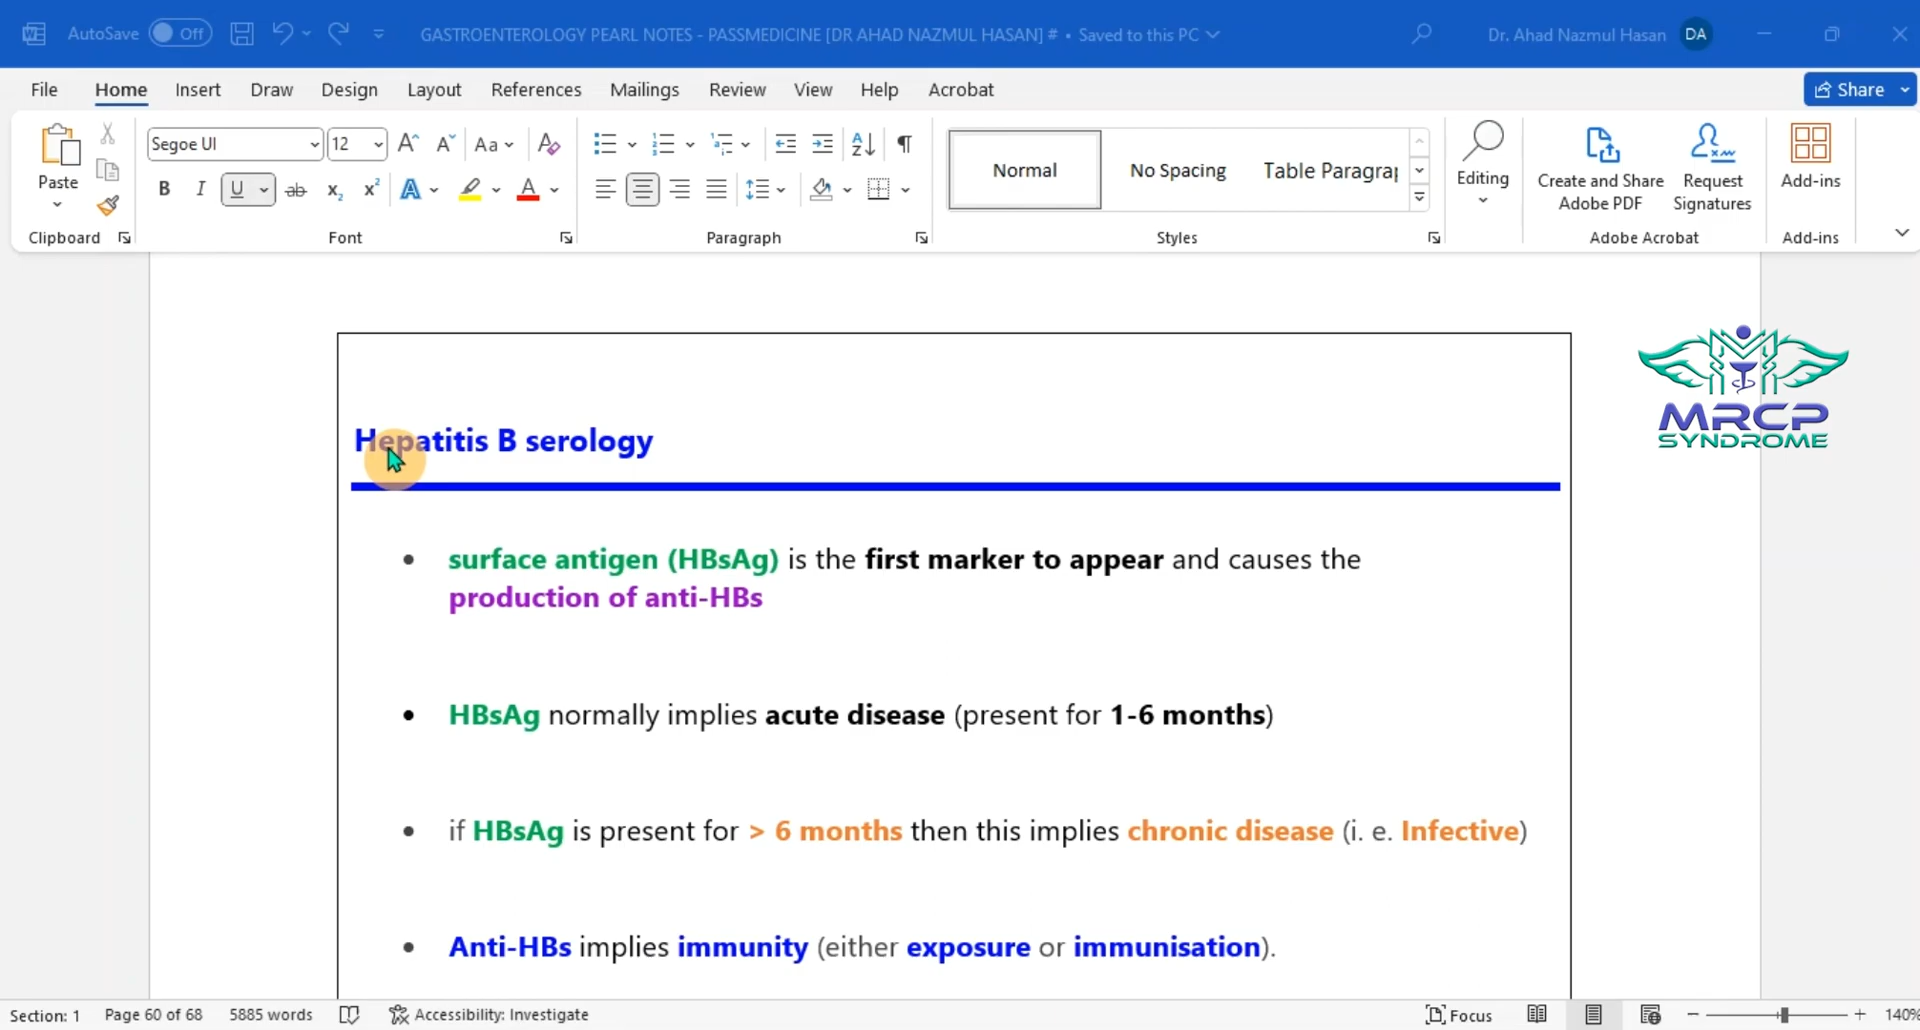 AutoSave Off GASTROENTEROLOGY PEARL NOTES - PASSMEDICINE [DR AHAD NAZMUL HASAN] # • Saved to this PC Dr. Ahad Nazmul Hasan DA
File Home Insert Draw Design Layout References Mailings Review View Help Acrobat Share
Paste Segoe UI 12 Aa Normal No Spacing Table Paragrap Editing Create and Share Adobe PDF Request Signatures Add-ins
Clipboard Font Paragraph Styles Adobe Acrobat Add-ins
MRCP
SYNDROME
Hepatitis B serology
• surface antigen (HBsAg) is the first marker to appear and causes the
production of anti-HBs
• HBsAg normally implies acute disease (present for 1-6 months)
• if HBsAg is present for > 6 months then this implies chronic disease (i. e. Infective)
• Anti-HBs implies immunity (either exposure or immunisation).
Section: 1 Page 60 of 68 5885 words Accessibility: Investigate Focus 140%